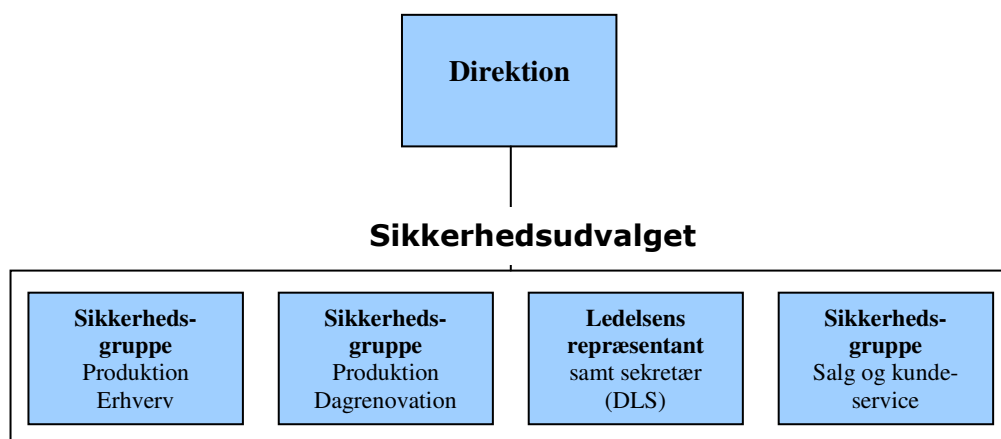 Direktion
Sikkerhedsudvalget
Sikkerheds-
gruppe
Produktion
Erhverv
Sikkerheds-
gruppe
Produktion
Dagrenovation
Ledelsens
repræsentant
samt sekretær
(DLS)
Sikkerheds-
gruppe
Salg og kunde-
service